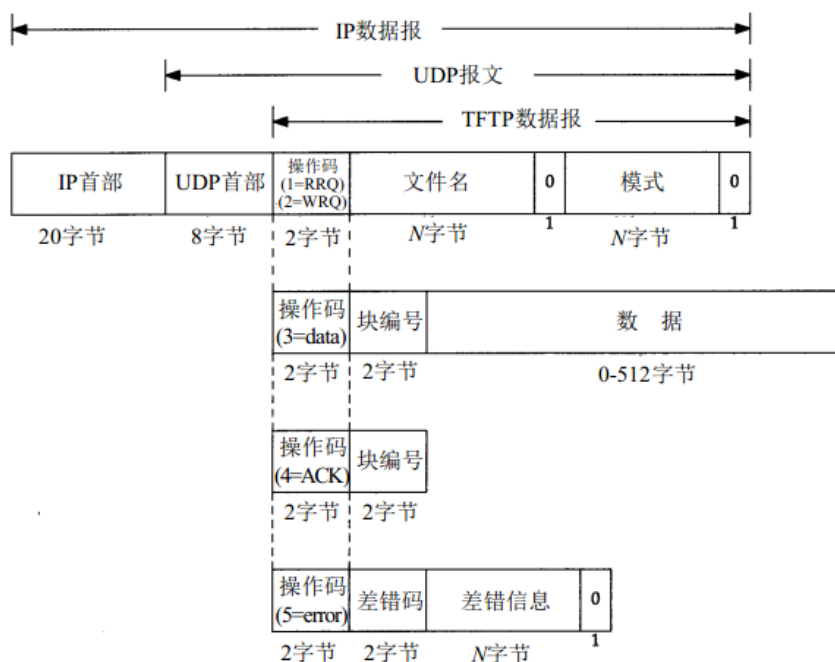 IP数据报
UDP报文
TFTP数据报
IP首部 UDP首部 操作码 (1=RRQ) (2=WRQ) 文件名 0 模式 0
20字节 8字节 2字节 N字节 1 N字节 1
操作码 (3=data) 块编号 数 据
2字节 2字节 0-512字节
操作码 (4=ACK) 块编号
2字节 2字节
操作码 (5=error) 差错码 差错信息 0
2字节 2字节 N字节 1